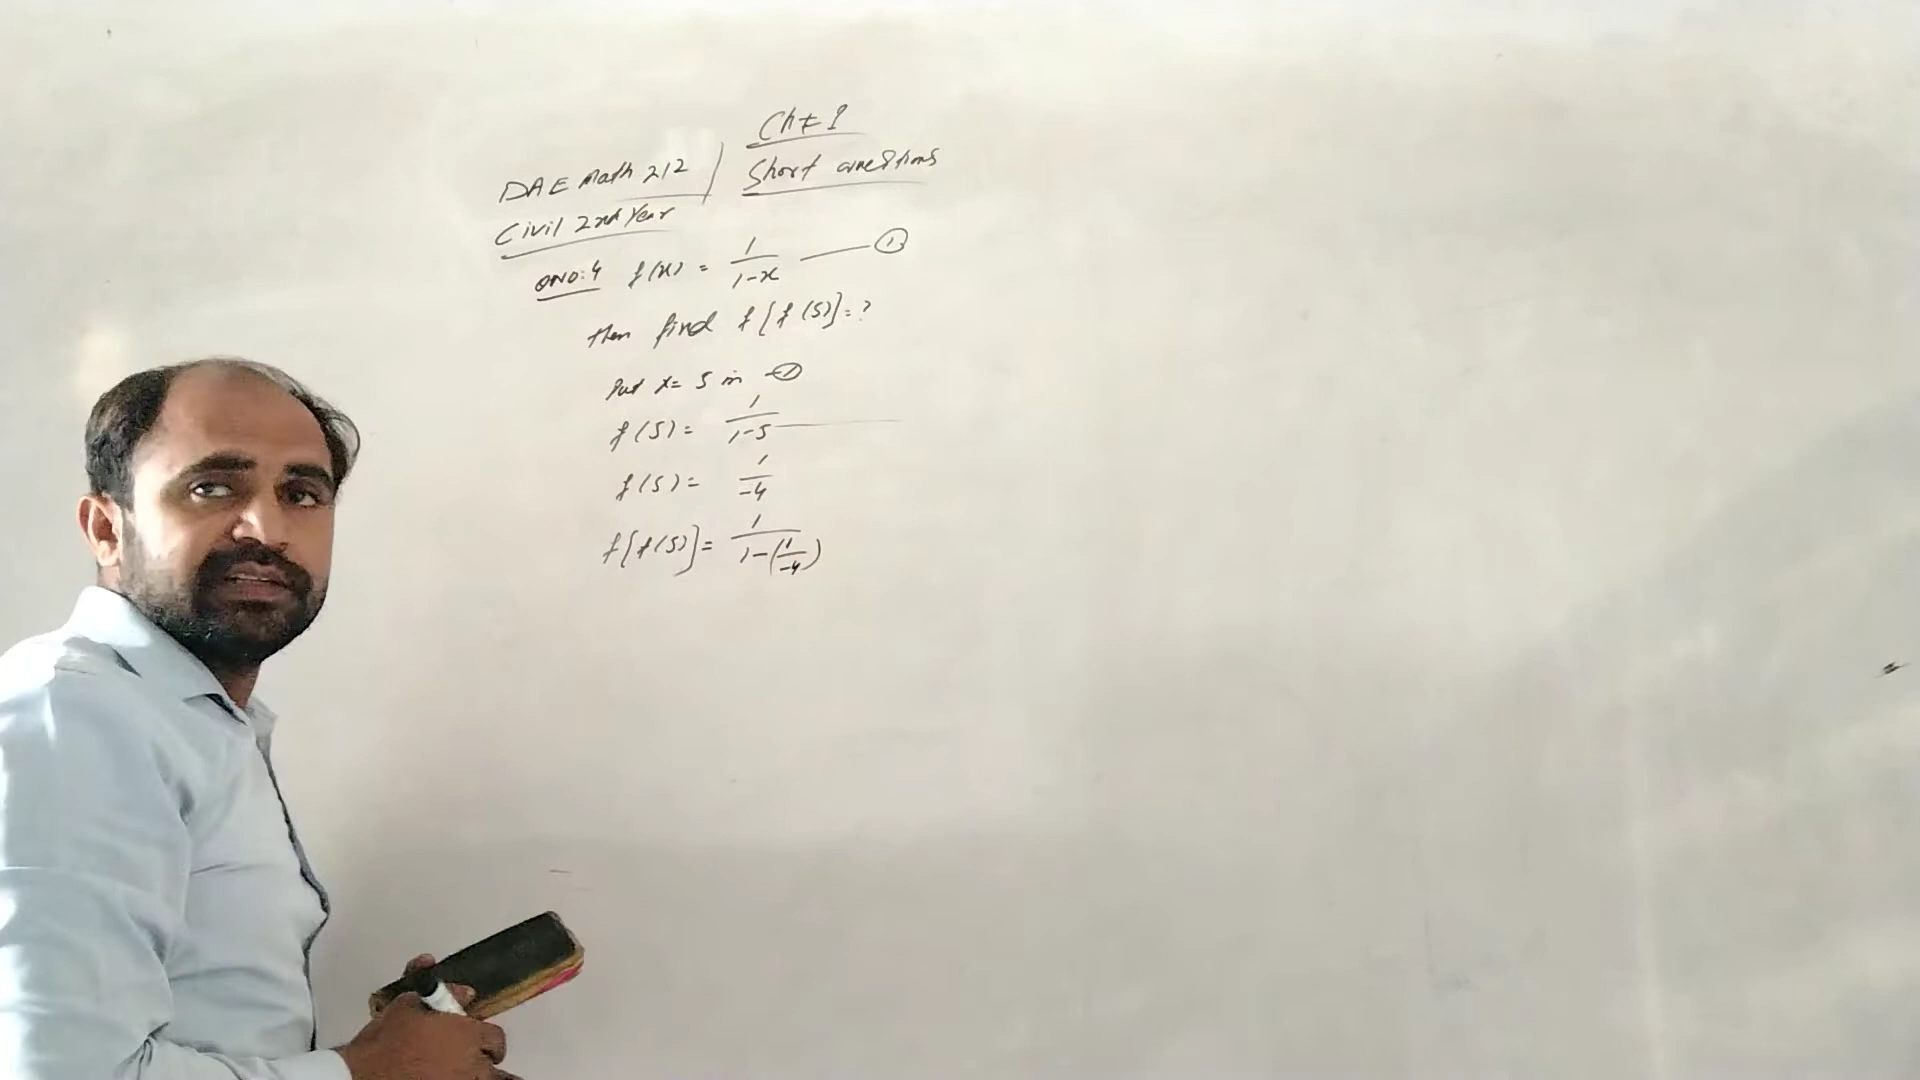 Ch # 1
DAE Math 212 / Short Questions
Civil 2nd Year
QNO:4 f(x) = 1/(1-x) —— ①
then find f[f(5)]=?
Put x= 5 in ①
f(5)= 1/(1-5)
f(5)= 1/-4
f[f(5)]= 1/(1-(1/-4))